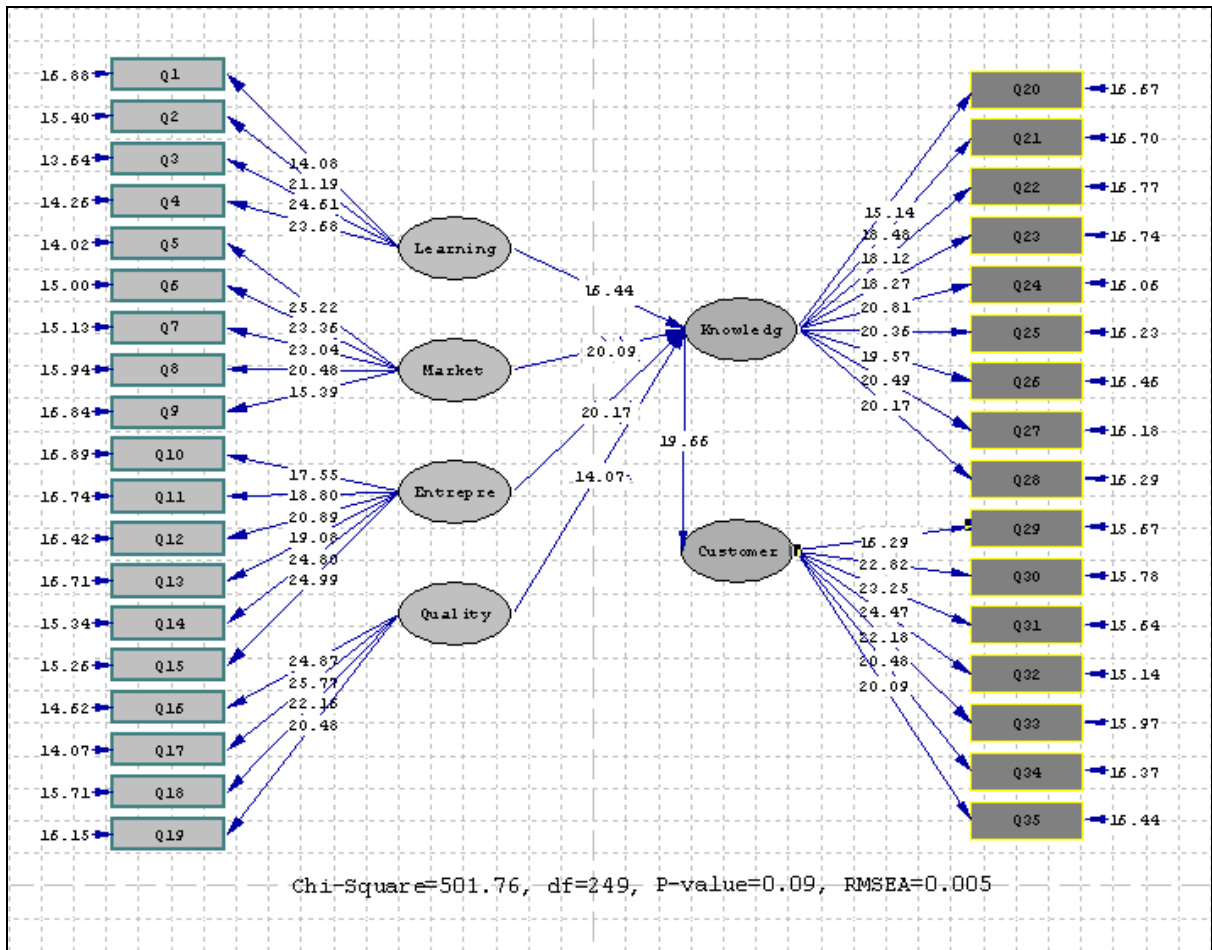 16.88 Q1
15.40 Q2
13.64 Q3
14.26 Q4
14.02 Q5
15.00 Q6
15.13 Q7
15.94 Q8
16.84 Q9
16.89 Q10
16.74 Q11
16.42 Q12
16.71 Q13
15.34 Q14
15.26 Q15
14.62 Q16
14.07 Q17
15.71 Q18
16.15 Q19
14.08
21.19
24.61
23.68
25.22
23.36
23.04
20.48
15.39
17.55
18.80
20.89
19.08
24.80
24.99
24.87
25.77
22.16
20.48
Learning
Market
Entrepre
Quality
16.44
20.09
20.17
14.07
Knowledg
19.66
Customer
15.14
18.48
18.12
18.27
20.81
20.36
19.57
20.49
20.17
16.29
22.82
23.25
24.47
22.18
20.48
20.09
Q20 16.67
Q21 16.70
Q22 16.77
Q23 16.74
Q24 16.06
Q25 16.23
Q26 16.46
Q27 16.18
Q28 16.29
Q29 15.67
Q30 15.78
Q31 15.64
Q32 15.14
Q33 15.97
Q34 16.37
Q35 16.44
Chi-Square=501.76, df=249, P-value=0.09, RMSEA=0.005